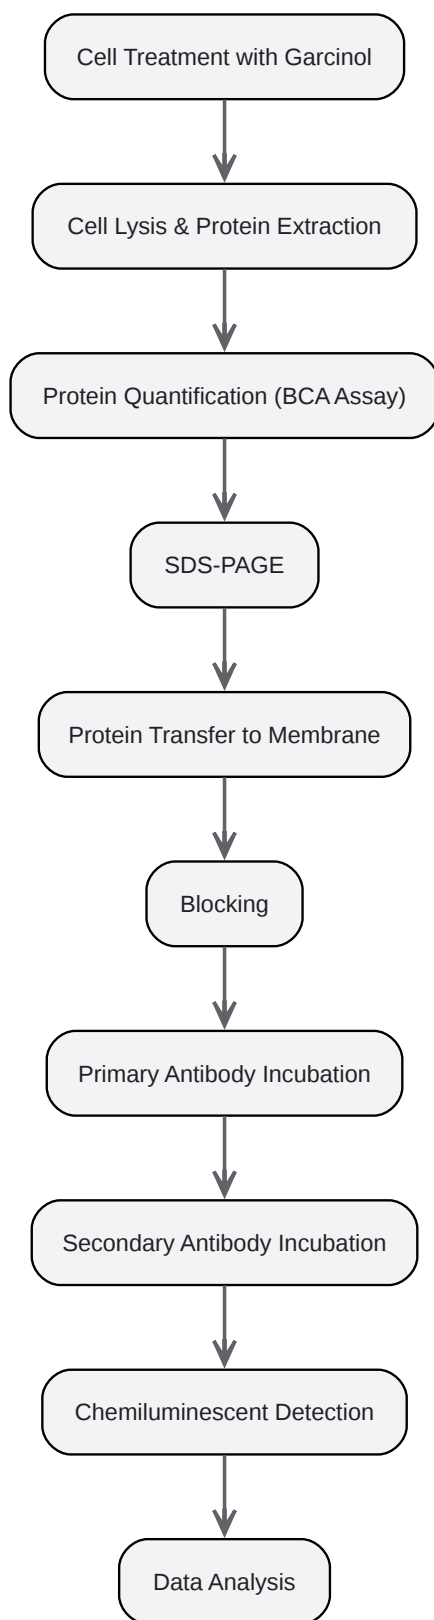 Cell Treatment with Garcinol
Cell Lysis & Protein Extraction
Protein Quantification (BCA Assay)
SDS-PAGE
Protein Transfer to Membrane
Blocking
Primary Antibody Incubation
Secondary Antibody Incubation
Chemiluminescent Detection
Data Analysis